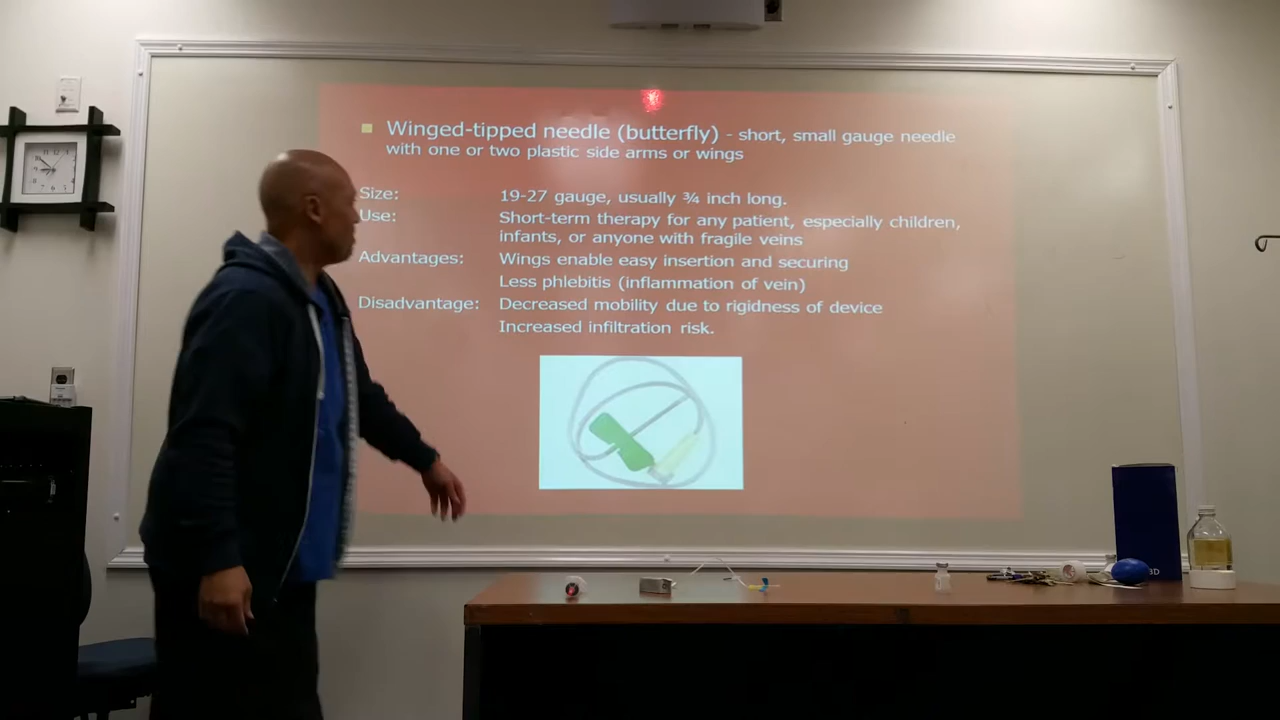 Winged-tipped needle (butterfly) - short, small gauge needle
with one or two plastic side arms or wings
Size: 19-27 gauge, usually ¾ inch long.
Use: Short-term therapy for any patient, especially children,
infants, or anyone with fragile veins
Advantages: Wings enable easy insertion and securing
Less phlebitis (inflammation of vein)
Disadvantage: Decreased mobility due to rigidness of device
Increased infiltration risk.